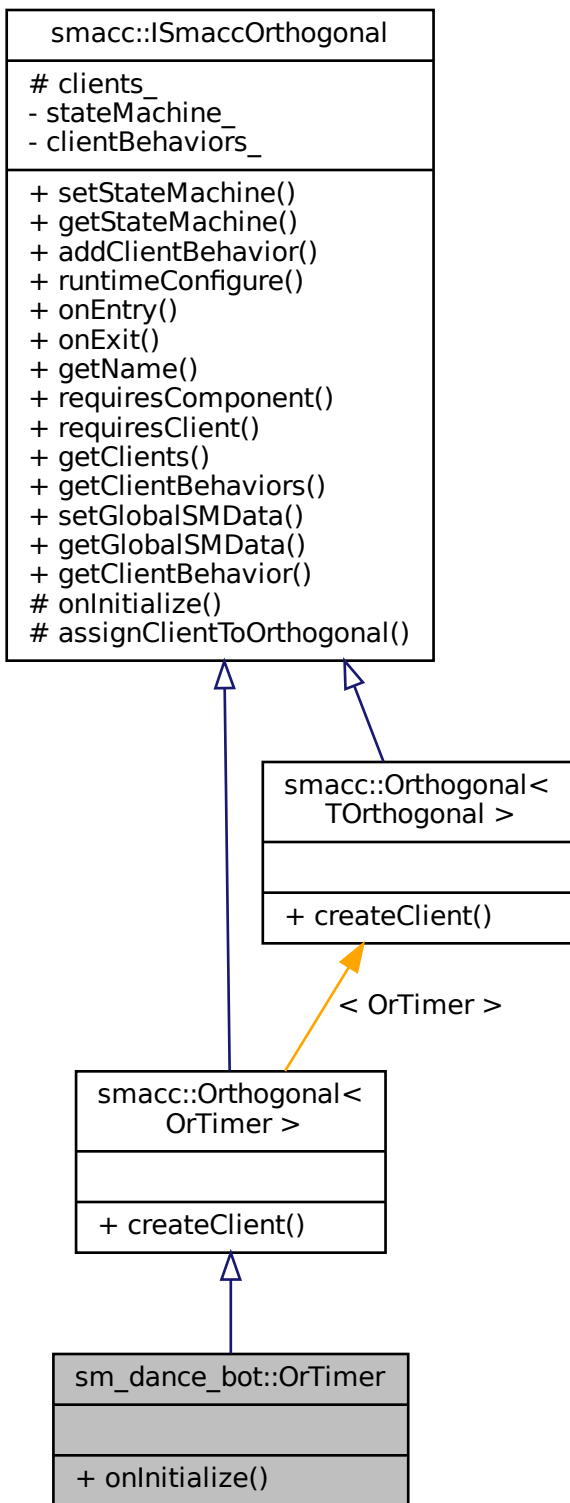 smacc::ISmaccOrthogonal
# clients_
- stateMachine_
- clientBehaviors_
+ setStateMachine()
+ getStateMachine()
+ addClientBehavior()
+ runtimeConfigure()
+ onEntry()
+ onExit()
+ getName()
+ requiresComponent()
+ requiresClient()
+ getClients()
+ getClientBehaviors()
+ setGlobalSMData()
+ getGlobalSMData()
+ getClientBehavior()
# onInitialize()
# assignClientToOrthogonal()
smacc::Orthogonal<
TOrthogonal >
+ createClient()
< OrTimer >
smacc::Orthogonal<
OrTimer >
+ createClient()
sm_dance_bot::OrTimer
+ onInitialize()